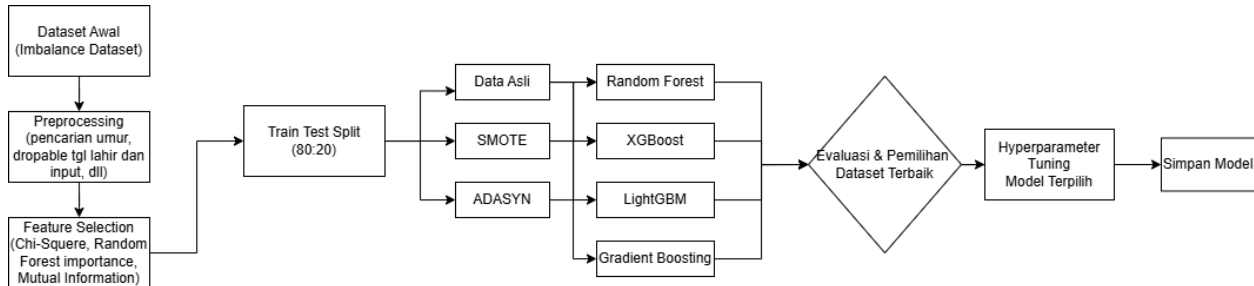 Dataset Awal
(Imbalance Dataset)
Preprocessing
(pencarian umur,
dropable tgl lahir dan
input, dll)
Feature Selection
(Chi-Squere, Random
Forest importance,
Mutual Information)
Train Test Split
(80:20)
Data Asli
SMOTE
ADASYN
Random Forest
XGBoost
LightGBM
Gradient Boosting
Evaluasi & Pemilihan
Dataset Terbaik
Hyperparameter
Tuning
Model Terpilih
Simpan Model